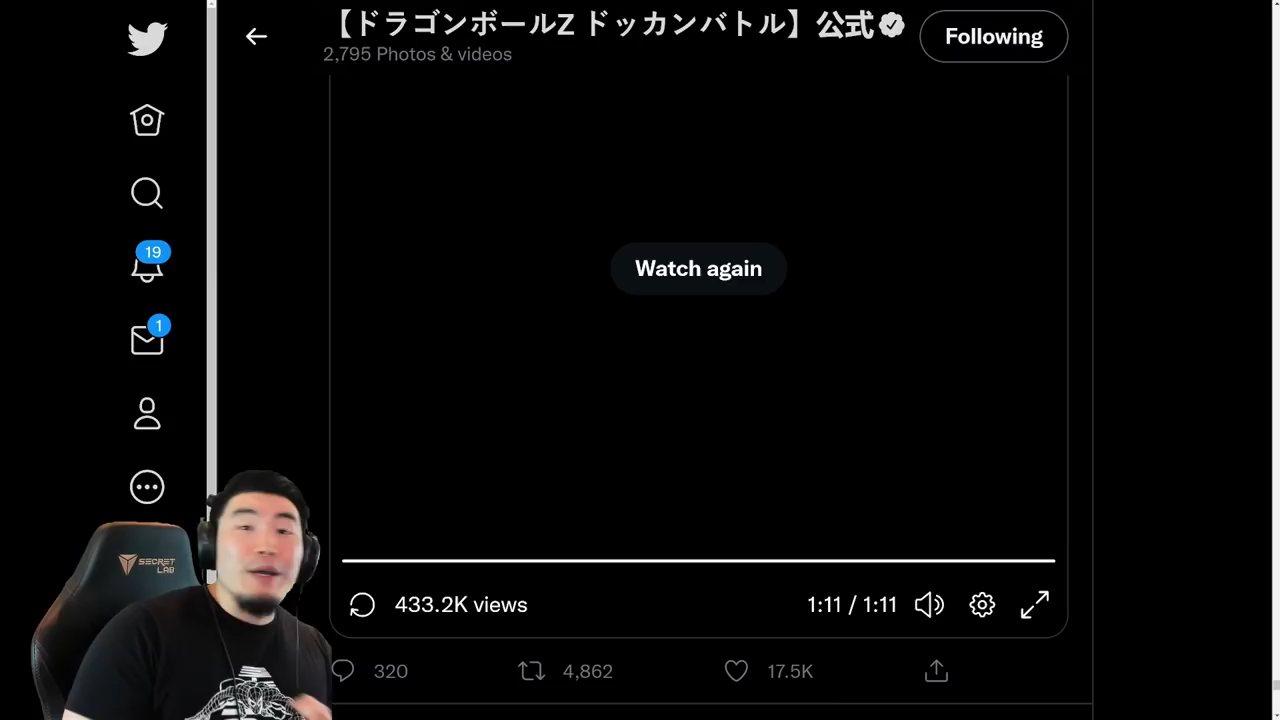 【ドラゴンボールZ ドッカンバトル】公式
2,795 Photos & videos
Following
19
1
Watch again
433.2K views
1:11 / 1:11
320
4,862
17.5K
SECRET
LAB